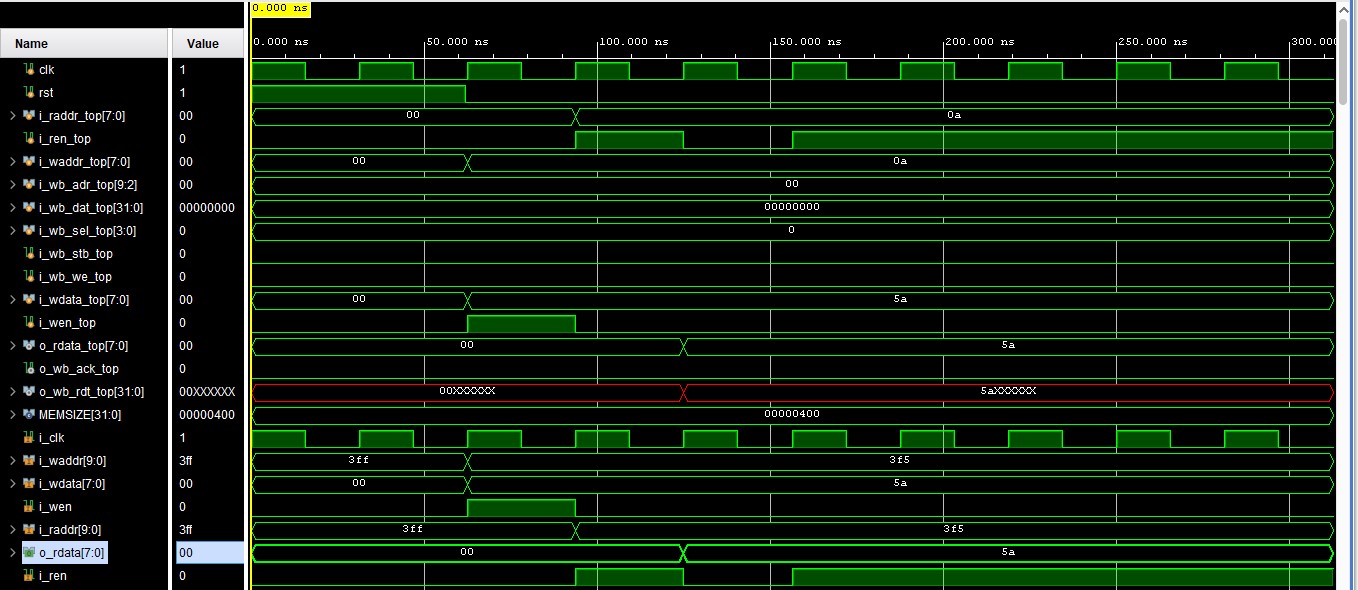 0.000 ns
Name Value 0.000 ns 50.000 ns 100.000 ns 150.000 ns 200.000 ns 250.000 ns 300.00
clk 1
rst 1
i_raddr_top[7:0] 00 00 0a
i_ren_top 0
i_waddr_top[7:0] 00 00 0a
i_wb_adr_top[9:2] 00 00
i_wb_dat_top[31:0] 00000000 00000000
i_wb_sel_top[3:0] 0 0
i_wb_stb_top 0
i_wb_we_top 0
i_wdata_top[7:0] 00 00 5a
i_wen_top 0
o_rdata_top[7:0] 00 00 5a
o_wb_ack_top 0
o_wb_rdt_top[31:0] 00XXXXXX 00XXXXXX 5aXXXXXX
MEMSIZE[31:0] 00000400 00000400
i_clk 1
i_waddr[9:0] 3ff 3ff 3f5
i_wdata[7:0] 00 00 5a
i_wen 0
i_raddr[9:0] 3ff 3ff 3f5
o_rdata[7:0] 00 00 5a
i_ren 0